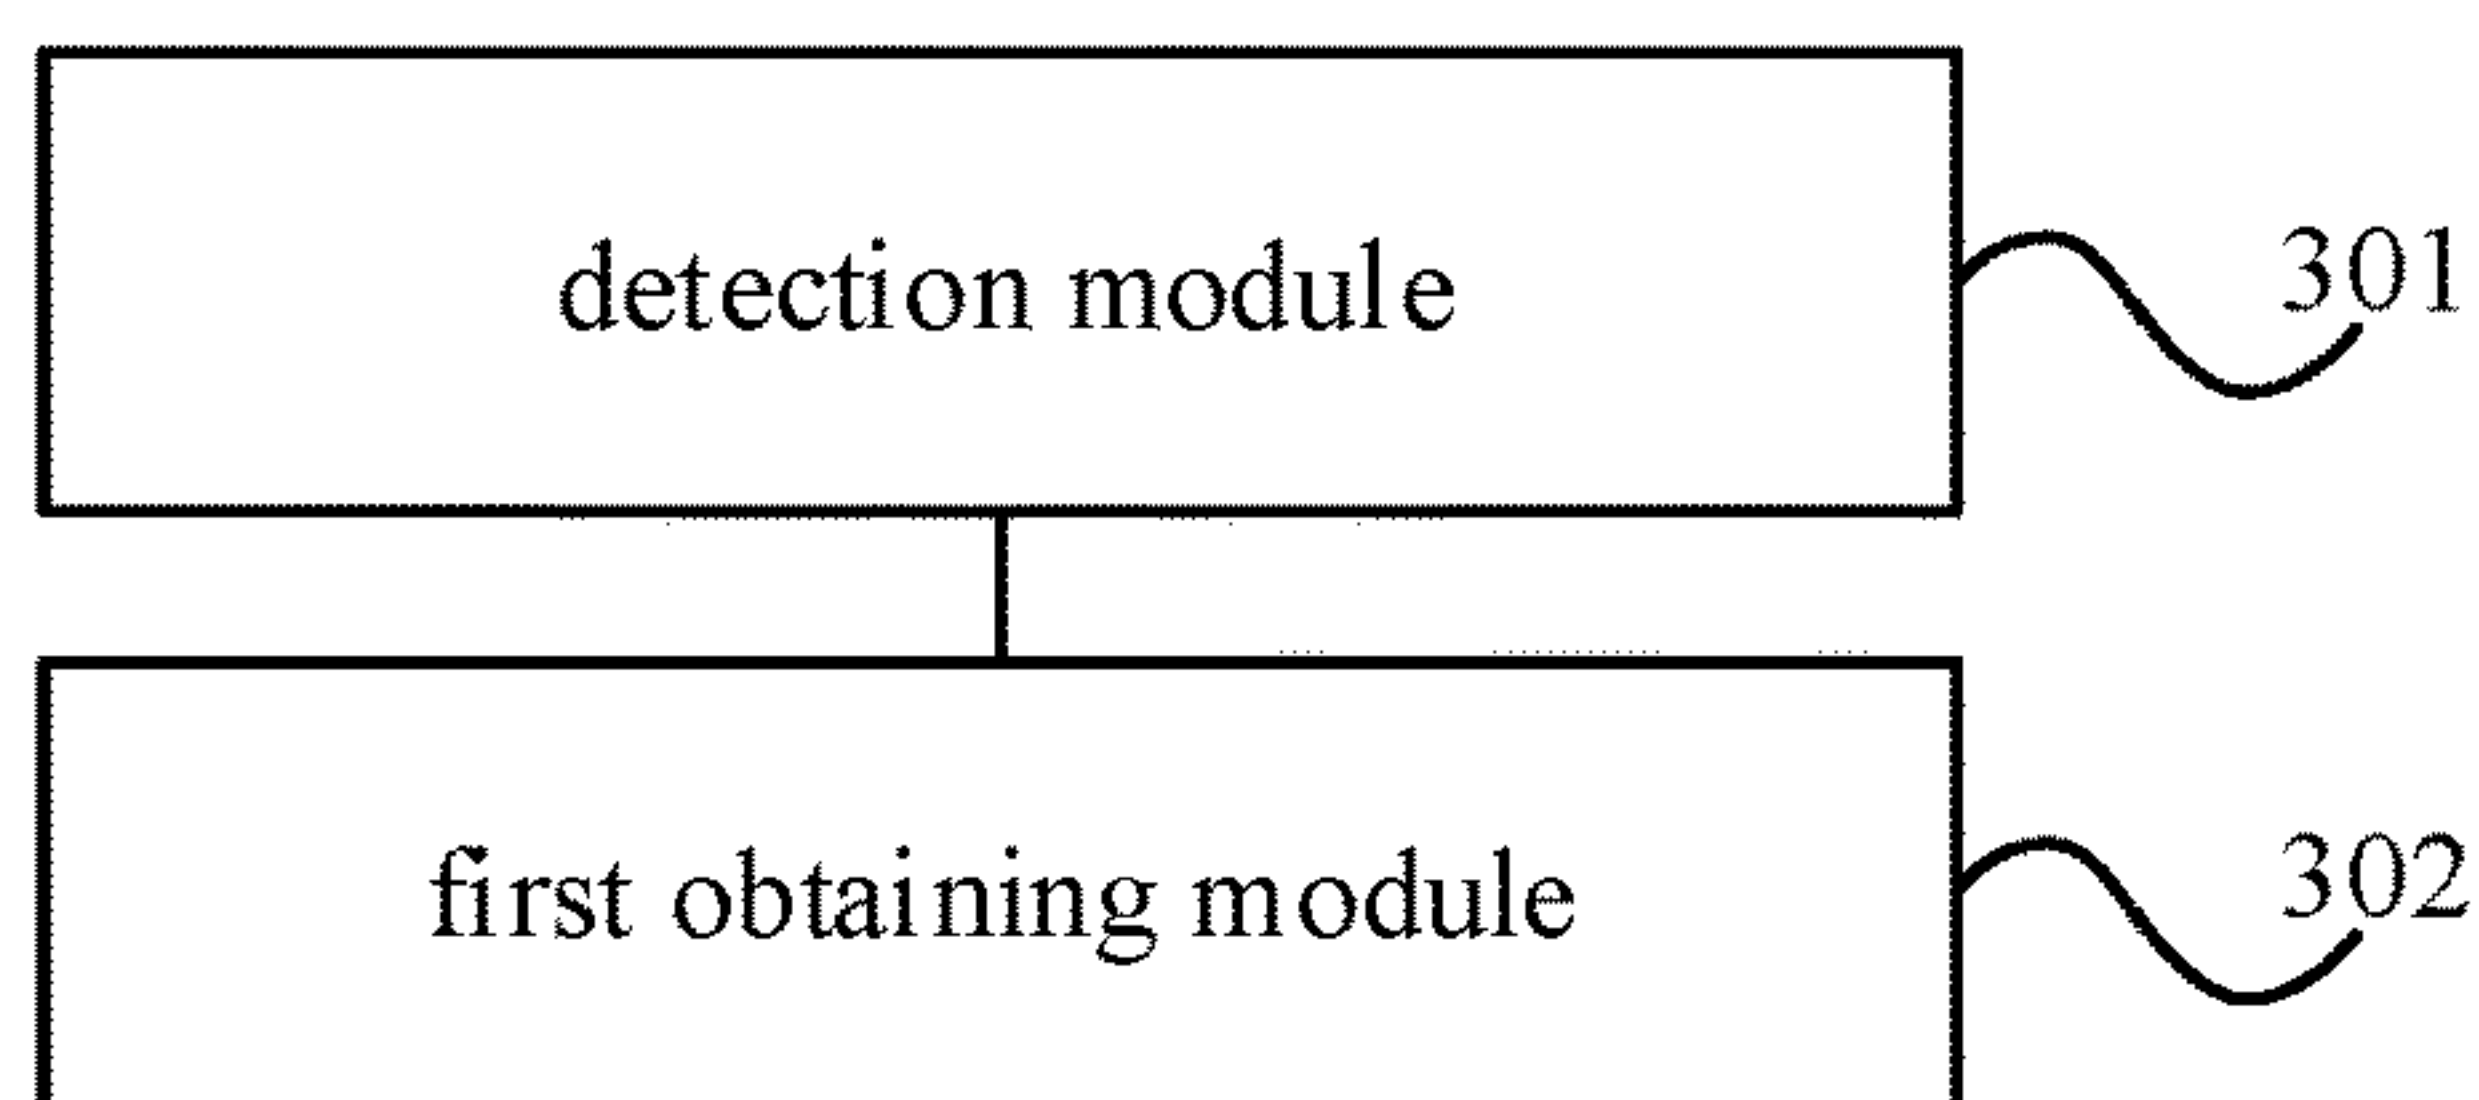 detection module
301
first obtaining module
302